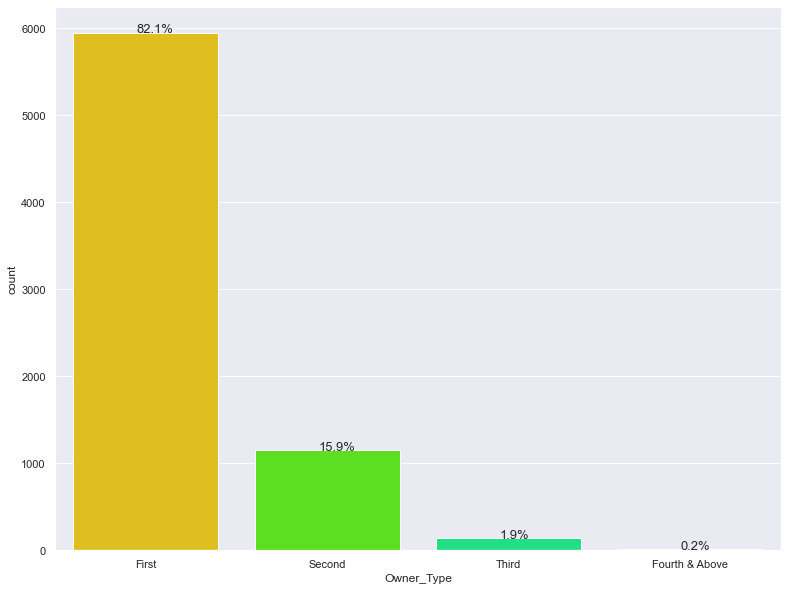 6000
5000
4000
3000
2000
1000
0
count
82.1%
15.9%
1.9%
0.2%
First
Second
Third
Fourth & Above
Owner_Type